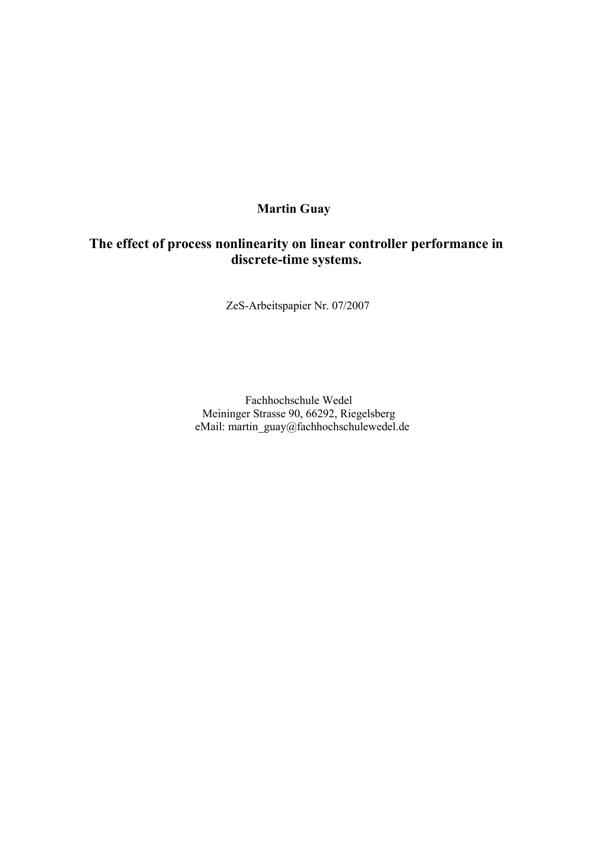 Martin Guay
The effect of process nonlinearity on linear controller performance in
discrete-time systems.
ZeS-Arbeitspapier Nr. 07/2007
Fachhochschule Wedel
Meininger Strasse 90, 66292, Riegelsberg
eMail: martin_guay@fachhochschulewedel.de